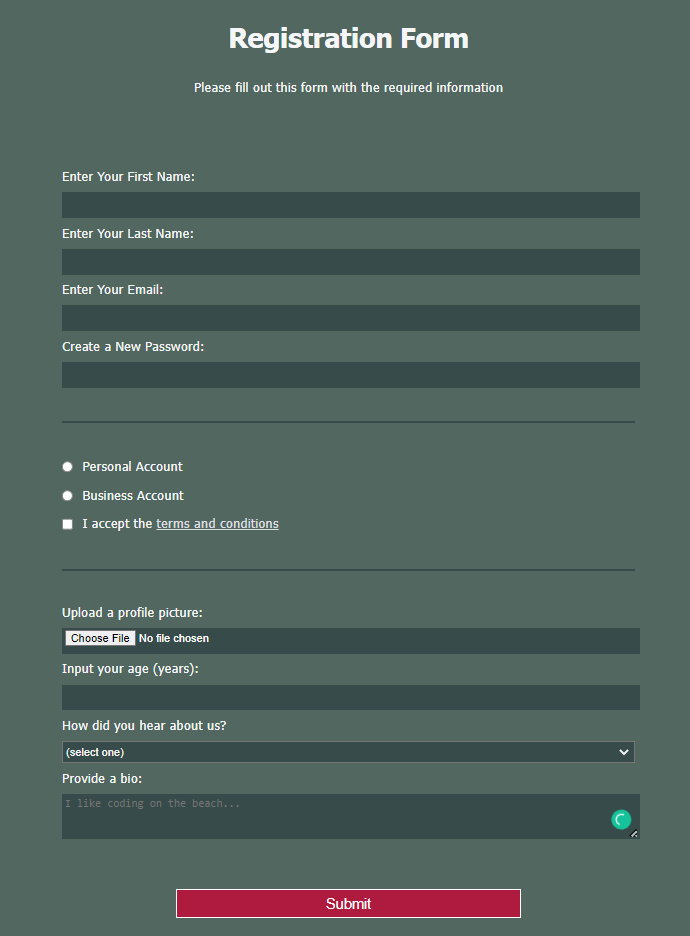 Registration Form
Please fill out this form with the required information
Enter Your First Name:
Enter Your Last Name:
Enter Your Email:
Create a New Password:
Personal Account
Business Account
I accept the terms and conditions
Upload a profile picture:
Choose File No file chosen
Input your age (years):
How did you hear about us?
(select one)
Provide a bio:
I like coding on the beach...
Submit